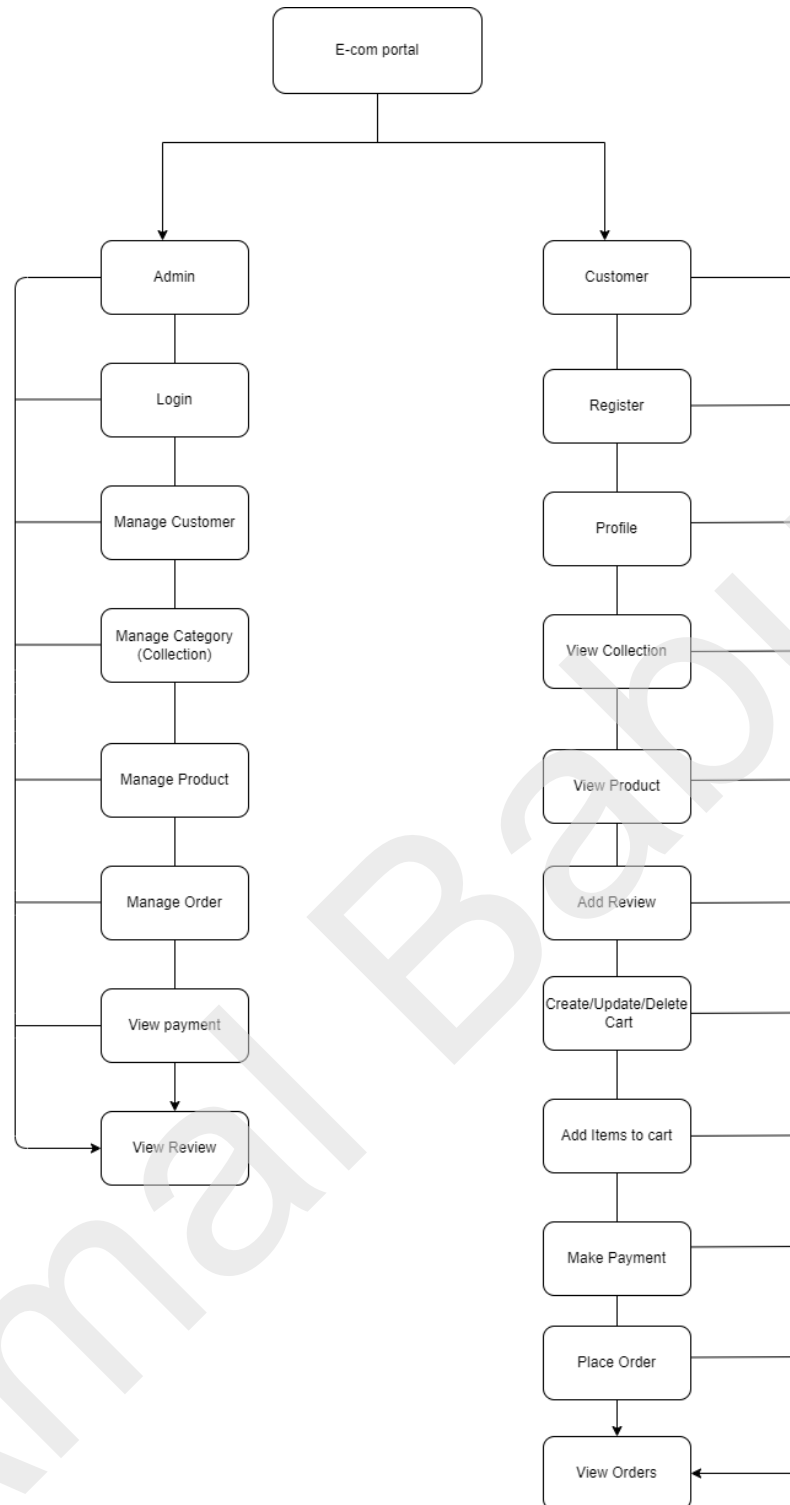 E-com portal
Admin
Login
Manage Customer
Manage Category
(Collection)
Manage Product
Manage Order
View payment
View Review
Customer
Register
Profile
View Collection
View Product
Add Review
Create/Update/Delete
Cart
Add Items to cart
Make Payment
Place Order
View Orders